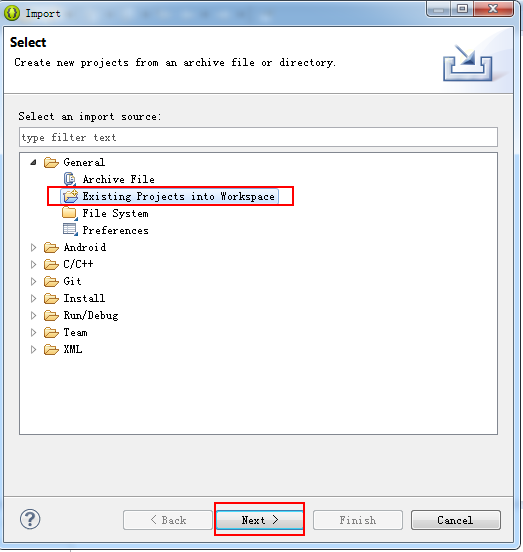 Import
Select
Create new projects from an archive file or directory.
Select an import source:
type filter text
General
Archive File
Existing Projects into Workspace
File System
Preferences
Android
C/C++
Git
Install
Run/Debug
Team
XML
? < Back Next > Finish Cancel